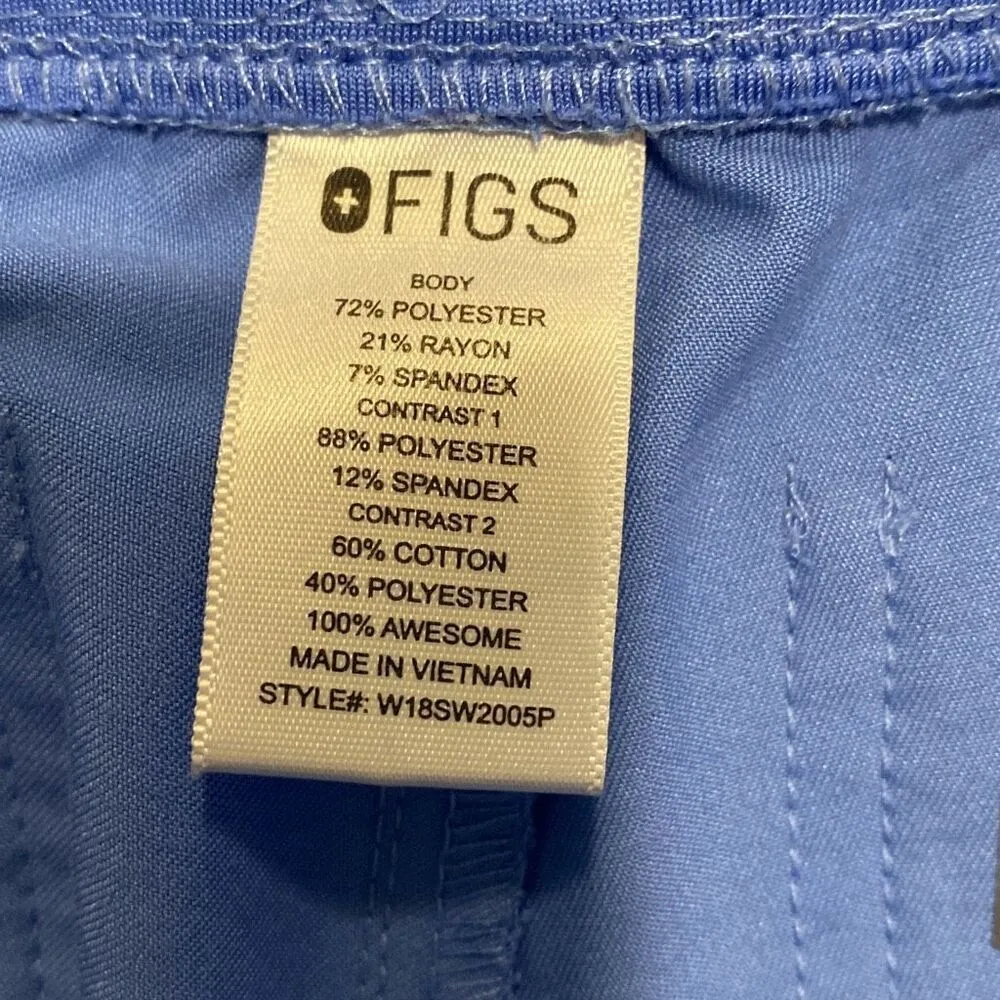 FIGS
BODY
72% POLYESTER
21% RAYON
7% SPANDEX
CONTRAST 1
88% POLYESTER
12% SPANDEX
CONTRAST 2
60% COTTON
40% POLYESTER
100% AWESOME
MADE IN VIETNAM
STYLE#: W18SW2005P